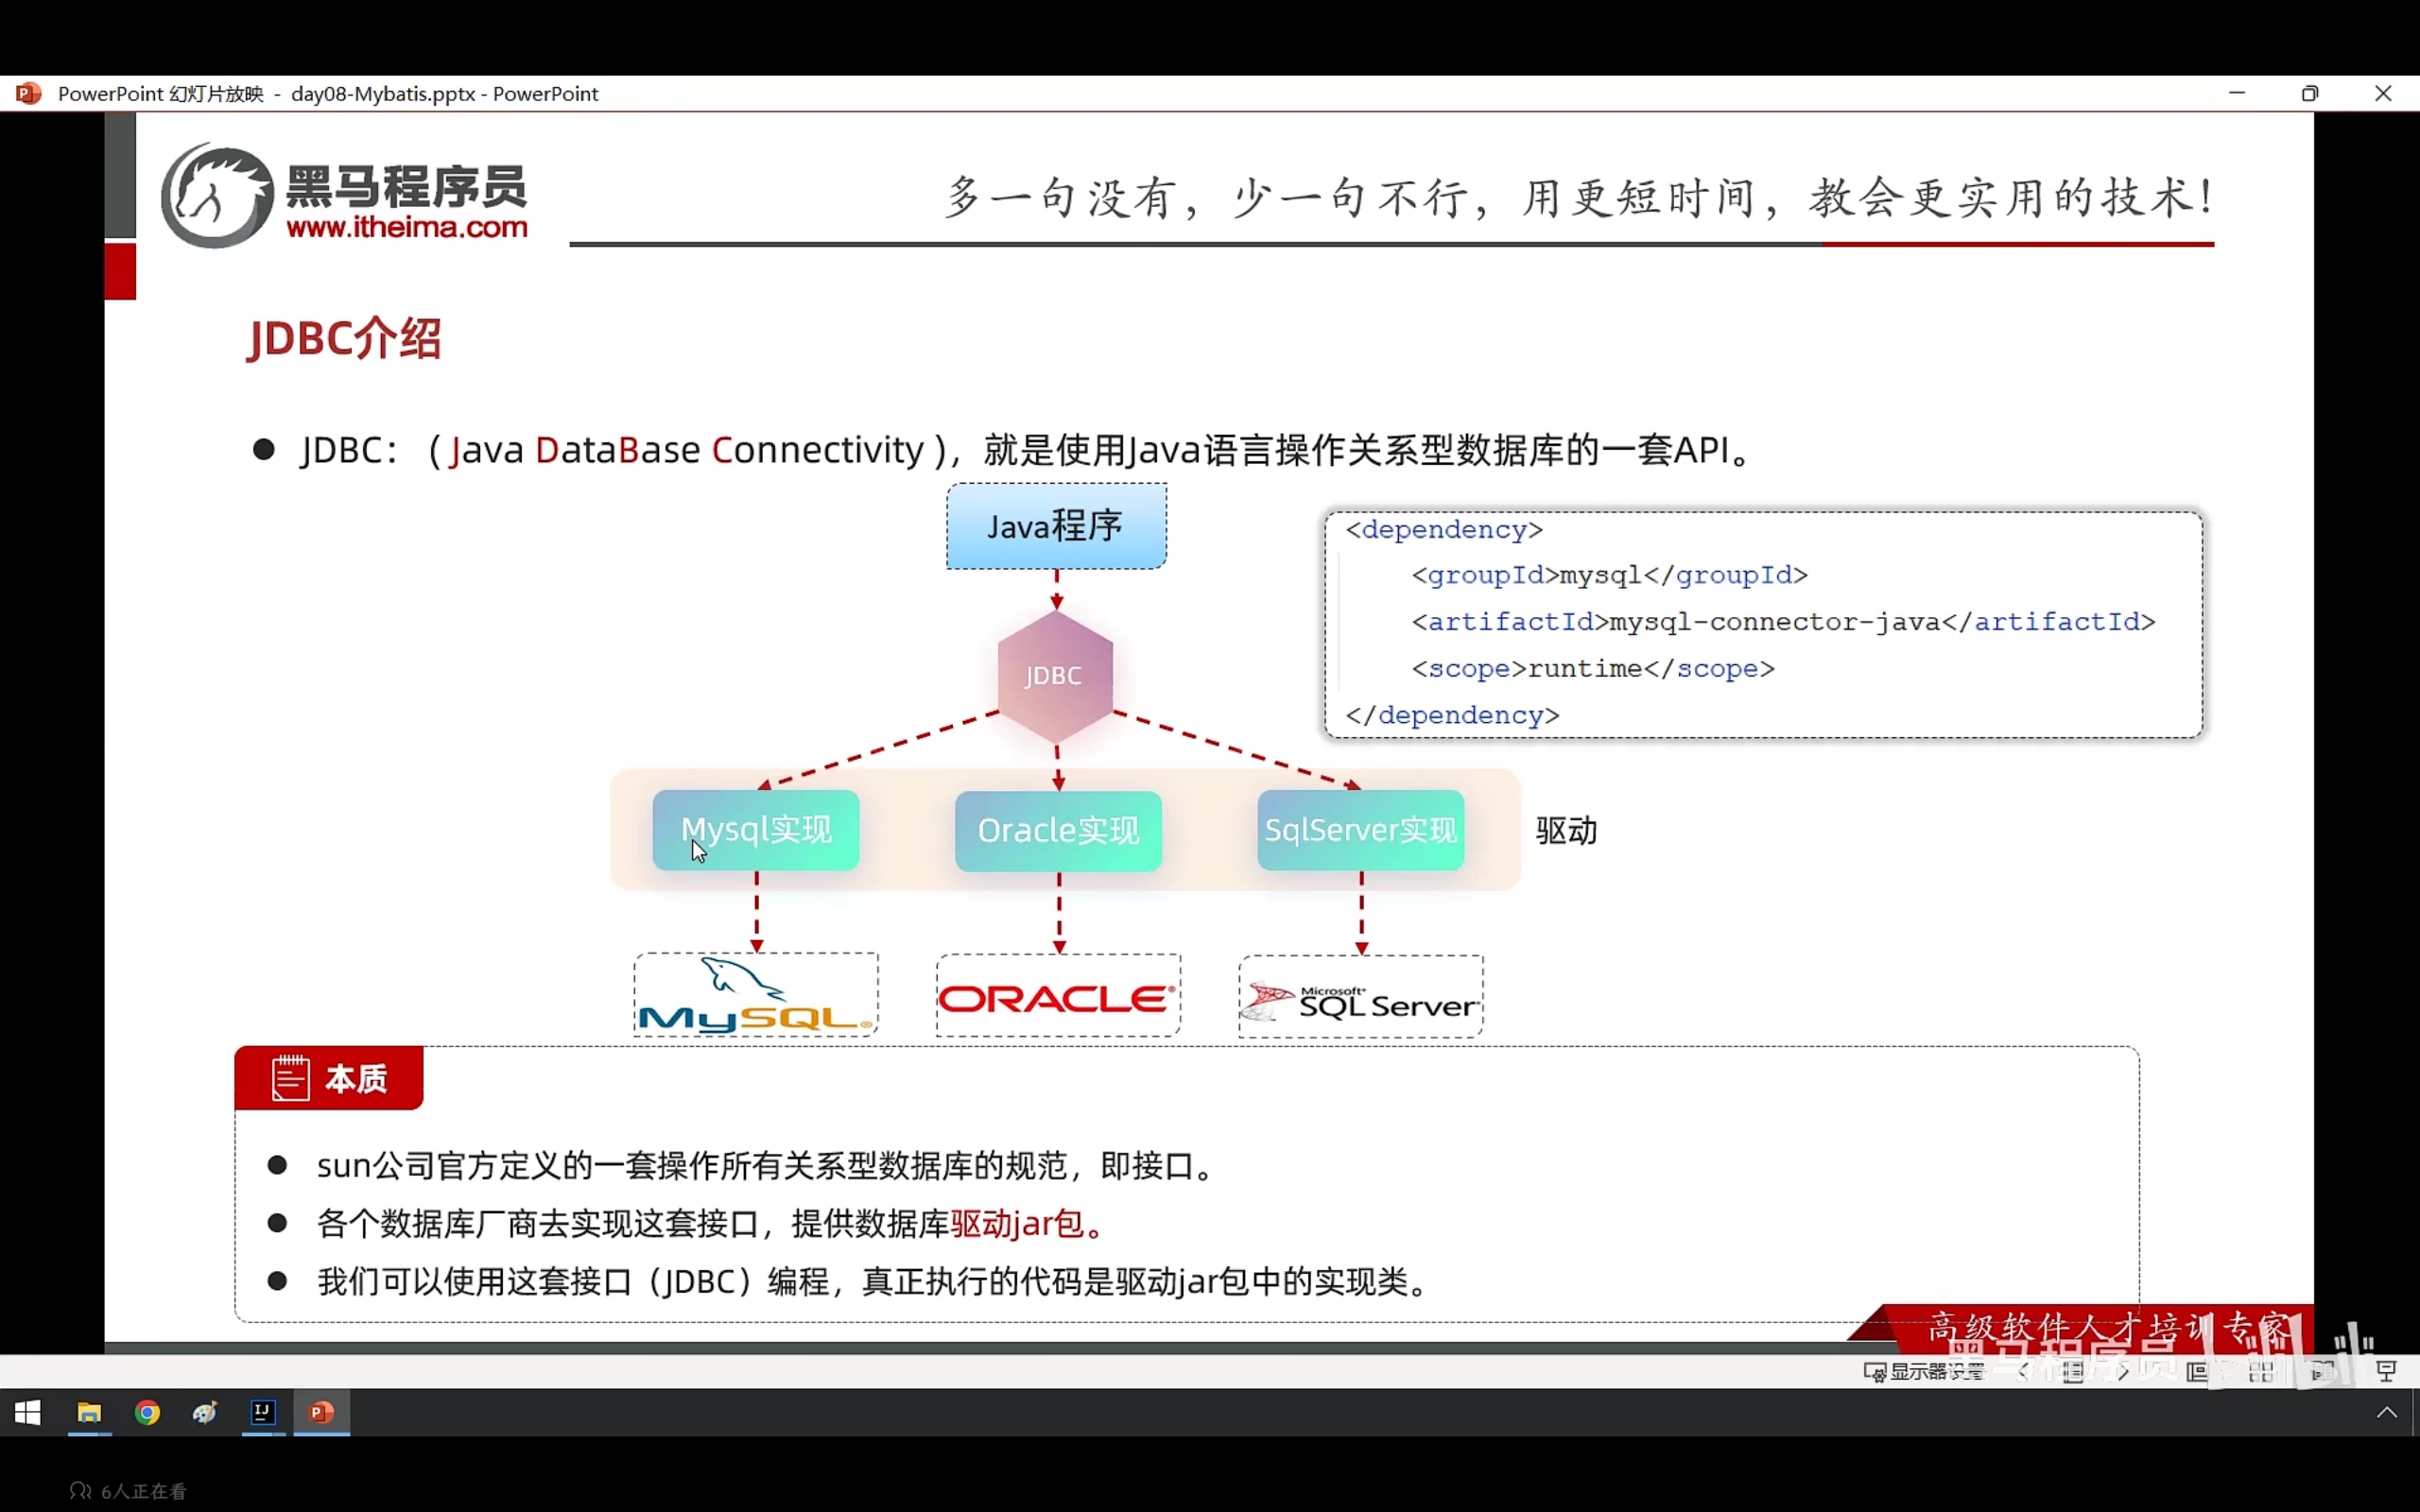 PowerPoint 幻灯片放映 - day08-Mybatis.pptx - PowerPoint
黑马程序员
www.itheima.com
多一句没有，少一句不行，用更短时间，教会更实用的技术！
JDBC介绍
● JDBC：（Java DataBase Connectivity），就是使用Java语言操作关系型数据库的一套API。
Java程序
JDBC
<dependency>
<groupId>mysql</groupId>
<artifactId>mysql-connector-java</artifactId>
<scope>runtime</scope>
</dependency>
Mysql实现
Oracle实现
SqlServer实现
驱动
MySQL®
ORACLE®
Microsoft® SQL Server
本质
● sun公司官方定义的一套操作所有关系型数据库的规范，即接口。
● 各个数据库厂商去实现这套接口，提供数据库驱动jar包。
● 我们可以使用这套接口（JDBC）编程，真正执行的代码是驱动jar包中的实现类。
高级软件人才培训专家
黑马程序员
显示器设置
6人正在看